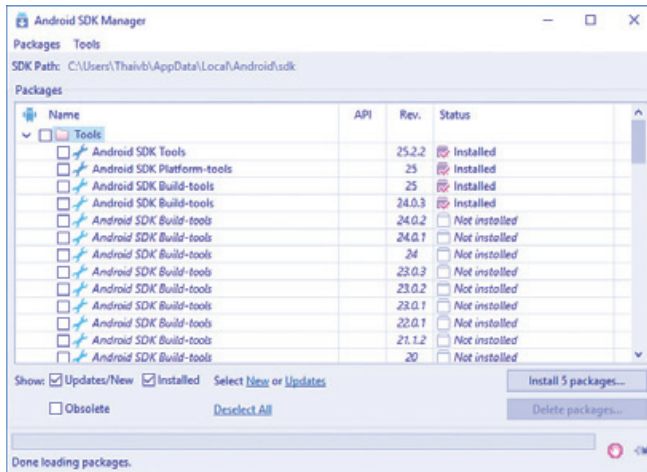 Android SDK Manager
Packages Tools
SDK Path: C:\Users\Thaivb\AppData\Local\Android\sdk
Packages
Name API Rev. Status
Tools
Android SDK Tools 25.2.2 Installed
Android SDK Platform-tools 25 Installed
Android SDK Build-tools 25 Installed
Android SDK Build-tools 24.0.3 Installed
Android SDK Build-tools 24.0.2 Not installed
Android SDK Build-tools 24.0.1 Not installed
Android SDK Build-tools 24 Not installed
Android SDK Build-tools 23.0.3 Not installed
Android SDK Build-tools 23.0.2 Not installed
Android SDK Build-tools 23.0.1 Not installed
Android SDK Build-tools 22.0.1 Not installed
Android SDK Build-tools 21.1.2 Not installed
Android SDK Build-tools 20 Not installed
Show: Updates/New Installed Select New or Updates Install 5 packages...
Obsolete Deselect All Delete packages...
Done loading packages.